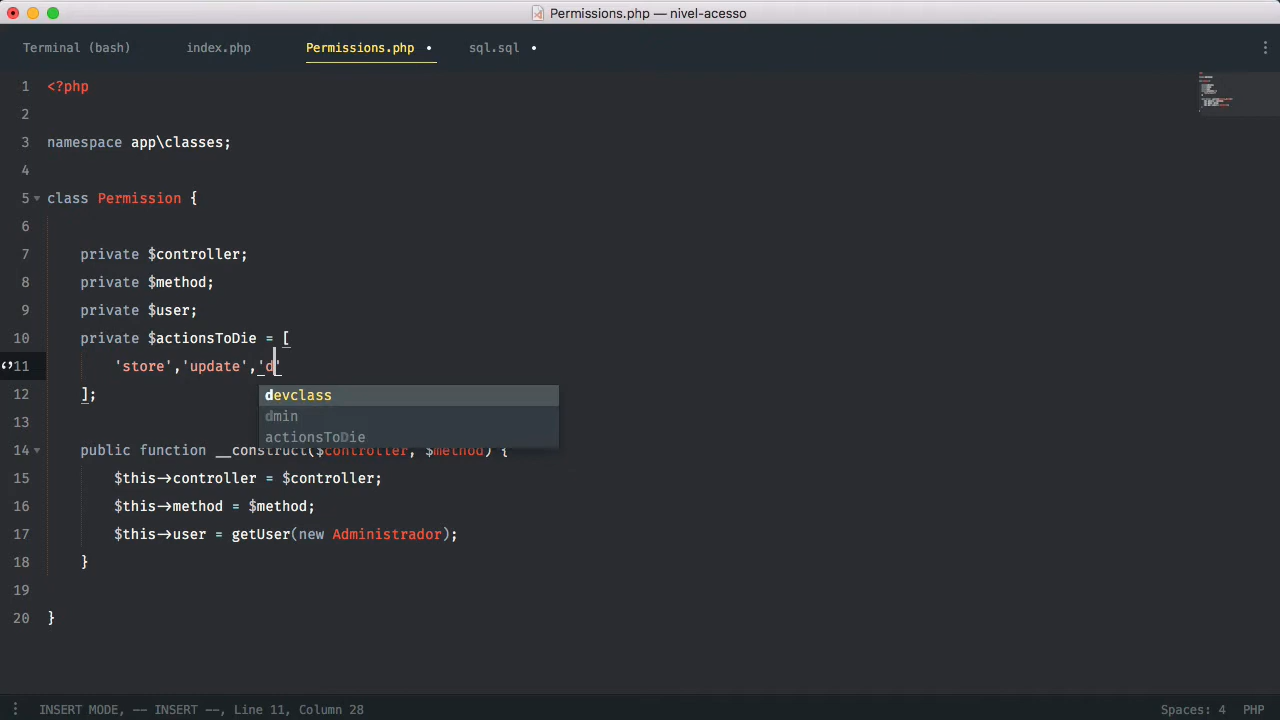 Permissions.php — nivel-acesso
Terminal (bash) index.php Permissions.php • sql.sql •
1 <?php
2
3 namespace app\classes;
4
5 class Permission {
6
7 private $controller;
8 private $method;
9 private $user;
10 private $actionsToDie = [
11 'store','update','d'
12 ];
devclass
dmin
actionsToDie
13
14 public function __construct($controller, $method) {
15 $this->controller = $controller;
16 $this->method = $method;
17 $this->user = getUser(new Administrador);
18 }
19
20 }
INSERT MODE, -- INSERT --, Line 11, Column 28 Spaces: 4 PHP